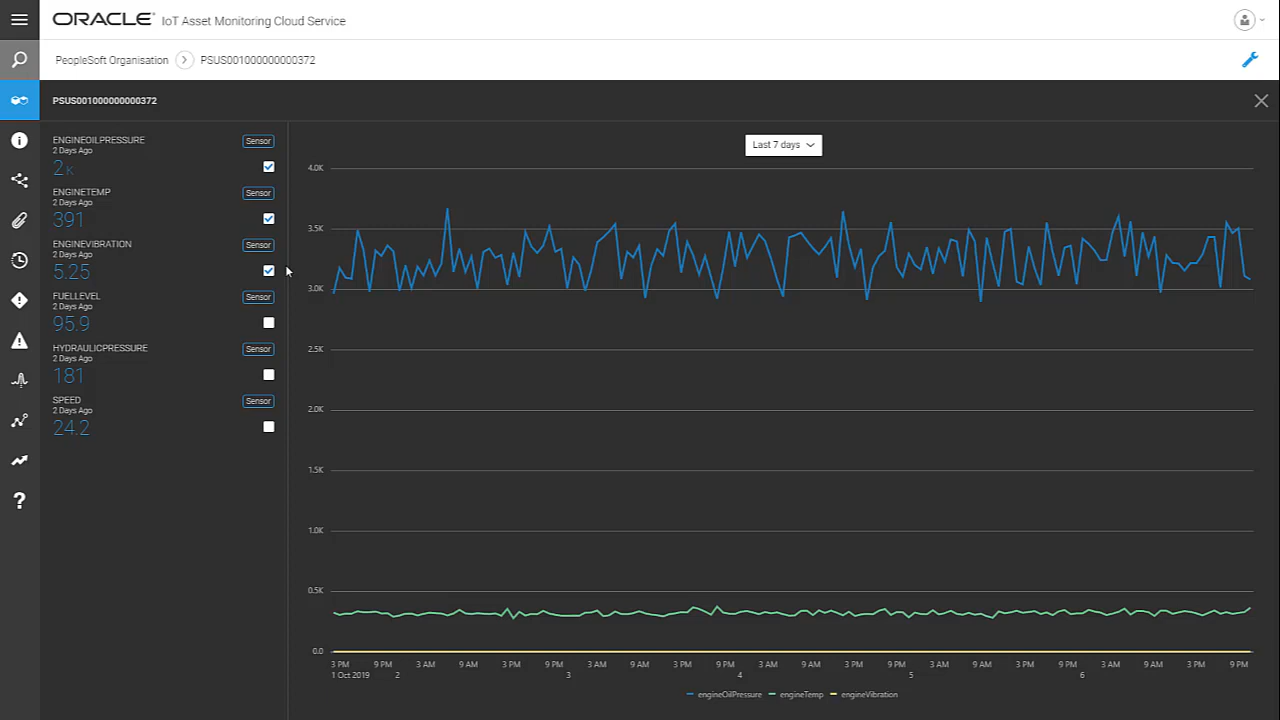 ORACLE® IoT Asset Monitoring Cloud Service
PeopleSoft Organisation
PSUS001000000000372
PSUS001000000000372
ENGINEOILPRESSURE
Sensor
2 Days Ago
2K
ENGINETEMP
Sensor
2 Days Ago
391
ENGINEVIBRATION
Sensor
2 Days Ago
5.25
FUELLEVEL
Sensor
2 Days Ago
95.9
HYDRAULICPRESSURE
Sensor
2 Days Ago
181
SPEED
Sensor
2 Days Ago
24.2
Last 7 days
4.0K
3.5K
3.0K
2.5K
2.0K
1.5K
1.0K
0.5K
0.0
3 PM 9 PM 3 AM 9 AM 3 PM 9 PM 3 AM 9 AM 3 PM 9 PM 3 AM 9 AM 3 PM 9 PM 3 AM 9 AM 3 PM 9 PM 3 AM 9 AM 3 PM 9 PM
1 Oct 2019 2 3 4 5 6
engineOilPressure engineTemp engineVibration